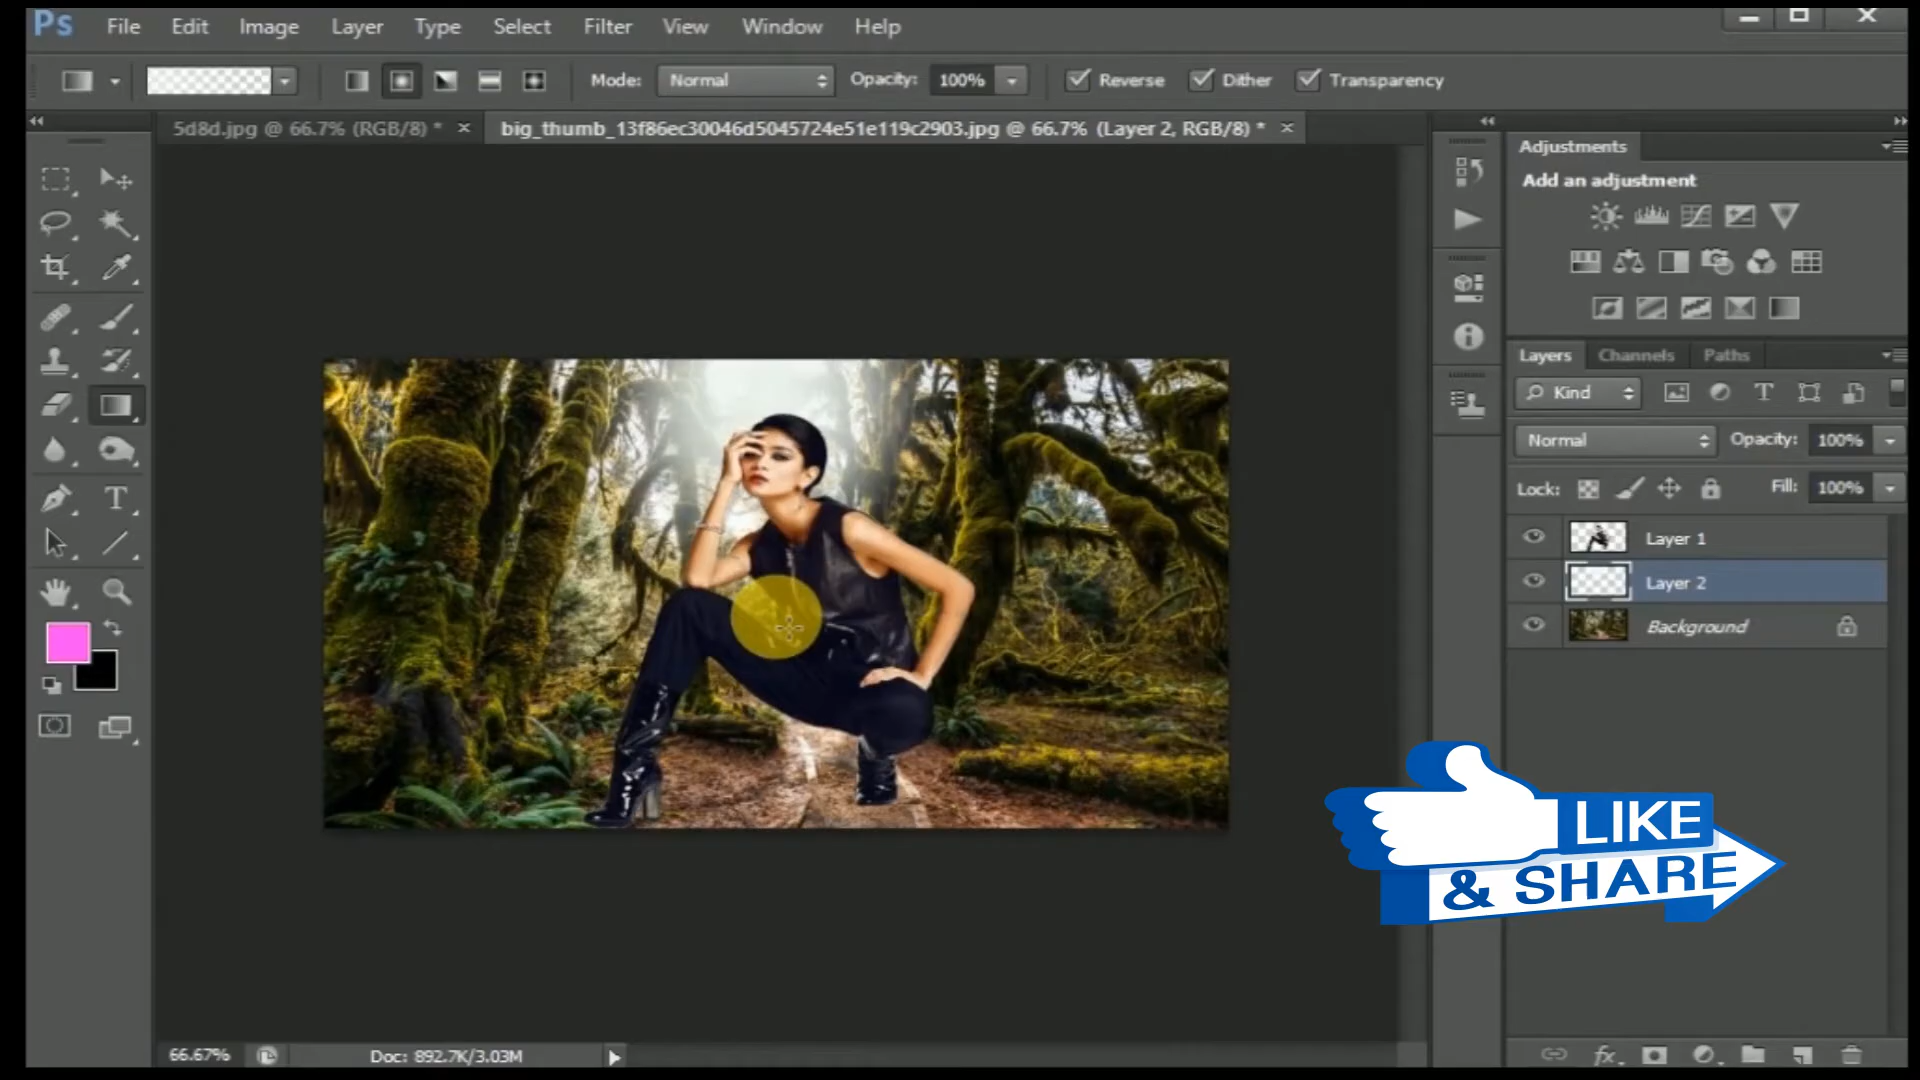 Ps File Edit Image Layer Type Select Filter View Window Help
Mode: Normal Opacity: 100% Reverse Dither Transparency
5d8d.jpg @ 66.7% (RGB/8) * × big_thumb_13f86ec30046d5045724e51e119c2903.jpg @ 66.7% (Layer 2, RGB/8) * ×
Adjustments
Add an adjustment
Layers Channels Paths
Kind
Normal Opacity: 100%
Lock: Fill: 100%
Layer 1
Layer 2
Background
LIKE
& SHARE
66.67% Doc: 892.7K/3.03M